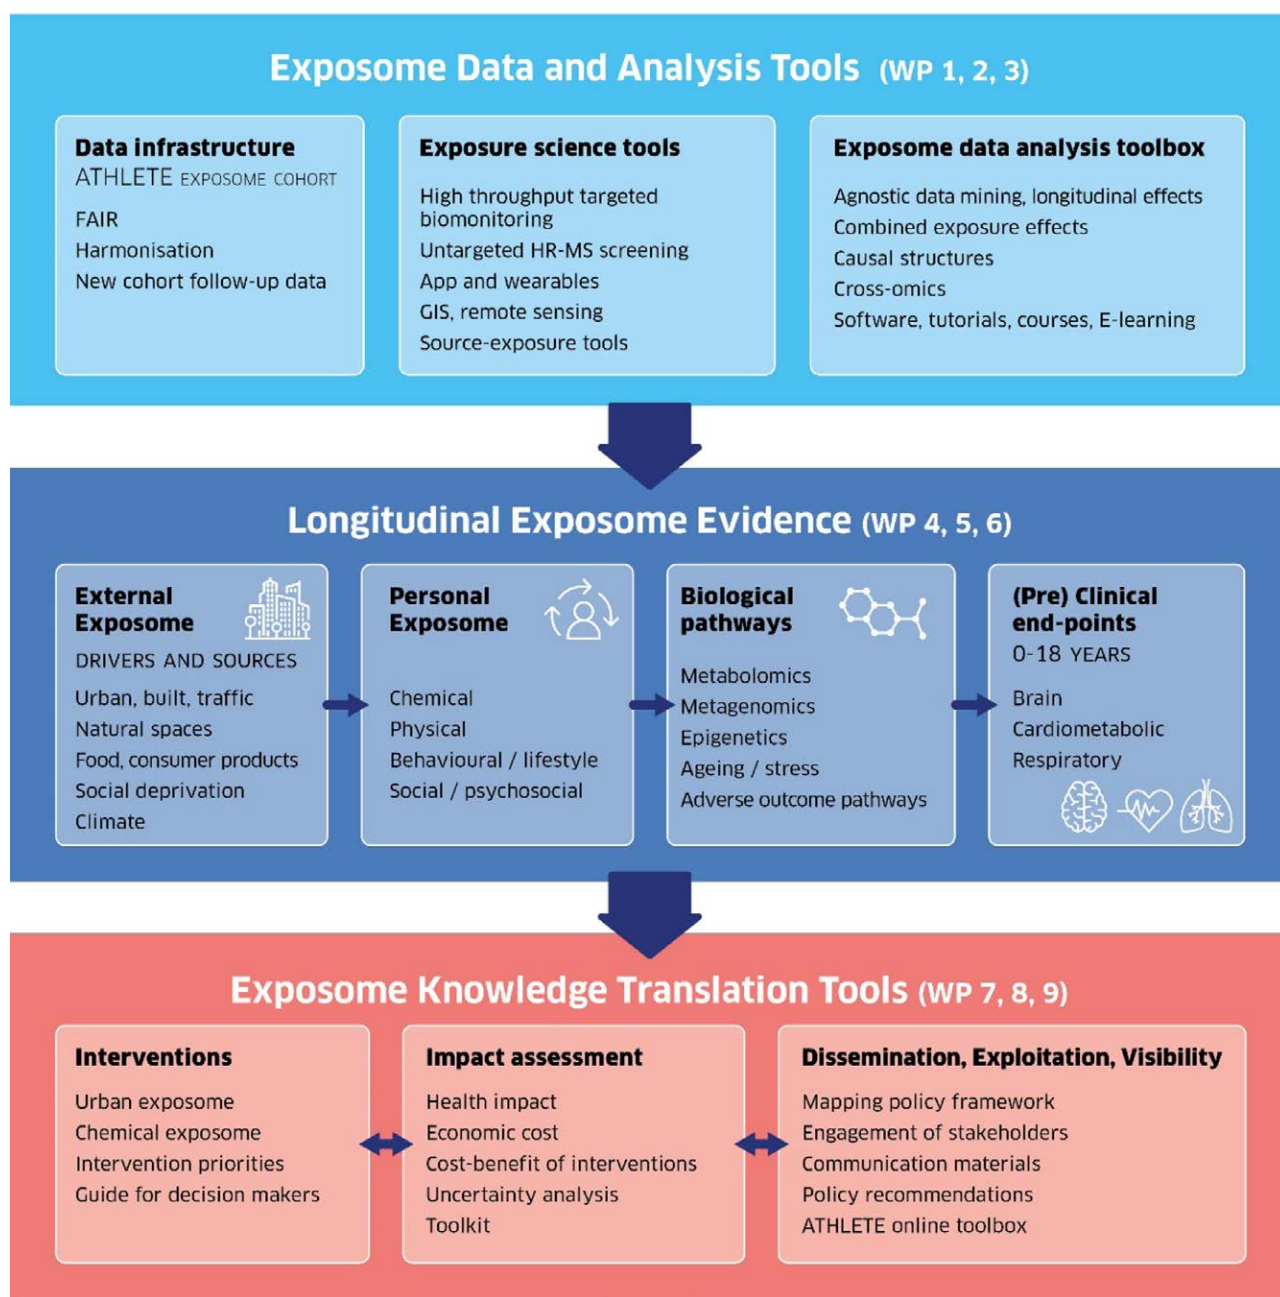 Exposome Data and Analysis Tools (WP 1, 2, 3)
Data infrastructure
ATHLETE EXPOSOME COHORT
FAIR
Harmonisation
New cohort follow-up data
Exposure science tools
High throughput targeted
biomonitoring
Untargeted HR-MS screening
App and wearables
GIS, remote sensing
Source-exposure tools
Exposome data analysis toolbox
Agnostic data mining, longitudinal effects
Combined exposure effects
Causal structures
Cross-omics
Software, tutorials, courses, E-learning
Longitudinal Exposome Evidence (WP 4, 5, 6)
External
Exposome
DRIVERS AND SOURCES
Urban, built, traffic
Natural spaces
Food, consumer products
Social deprivation
Climate
Personal
Exposome
Chemical
Physical
Behavioural / lifestyle
Social / psychosocial
Biological
pathways
Metabolomics
Metagenomics
Epigenetics
Ageing / stress
Adverse outcome pathways
(Pre) Clinical
end-points
0-18 YEARS
Brain
Cardiometabolic
Respiratory
Exposome Knowledge Translation Tools (WP 7, 8, 9)
Interventions
Urban exposome
Chemical exposome
Intervention priorities
Guide for decision makers
Impact assessment
Health impact
Economic cost
Cost-benefit of interventions
Uncertainty analysis
Toolkit
Dissemination, Exploitation, Visibility
Mapping policy framework
Engagement of stakeholders
Communication materials
Policy recommendations
ATHLETE online toolbox